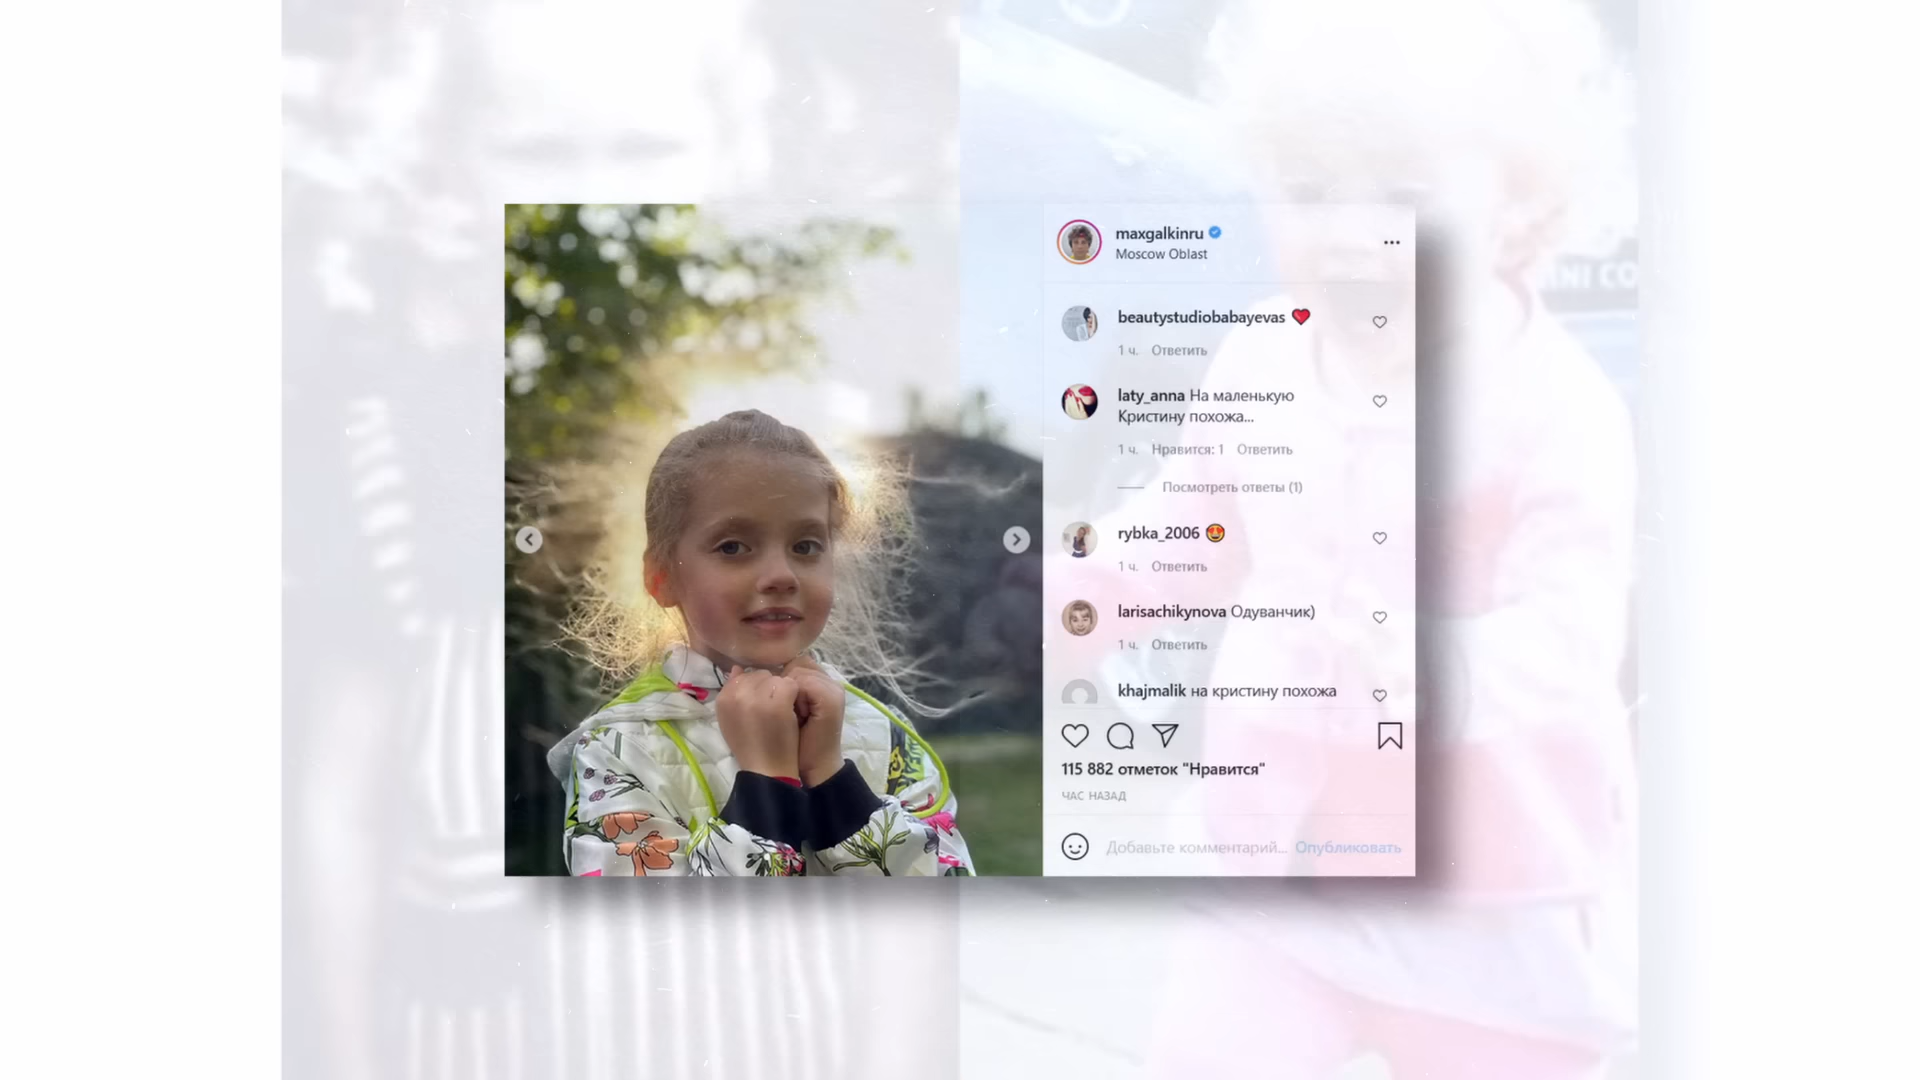 maxgalkinru
Moscow Oblast
INI CO
beautystudiobabayevas
1 ч. Ответить
laty_anna На маленькую
Кристину похожа...
1 ч. Нравится: 1 Ответить
Посмотреть ответы (1)
rybka_2006
1 ч. Ответить
larisachikynova Одуванчик)
1 ч. Ответить
khajmalik на кристину похожа
115 882 отметок "Нравится"
ЧАС НАЗАД
Добавьте комментарий... Опубликовать